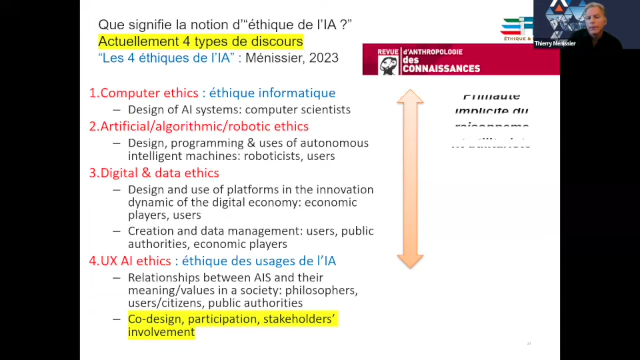 Que signifie la notion d'“éthique de l'IA ?”
Actuellement 4 types de discours
“Les 4 éthiques de l'IA” : Ménissier, 2023
Thierry Ménissier
REVUE d'ANTHROPOLOGIE
des
CONNAISSANCES
1.Computer ethics : éthique informatique
– Design of AI systems: computer scientists
2.Artificial/algorithmic/robotic ethics
– Design, programming & uses of autonomous
intelligent machines: roboticists, users
3.Digital & data ethics
– Design and use of platforms in the innovation
dynamic of the digital economy: economic
players, users
– Creation and data management: users, public
authorities, economic players
4.UX AI ethics : éthique des usages de l'IA
– Relationships between AIS and their
meaning/values in a society: philosophers,
users/citizens, public authorities
– Co-design, participation, stakeholders'
involvement
Primauté
implicite du